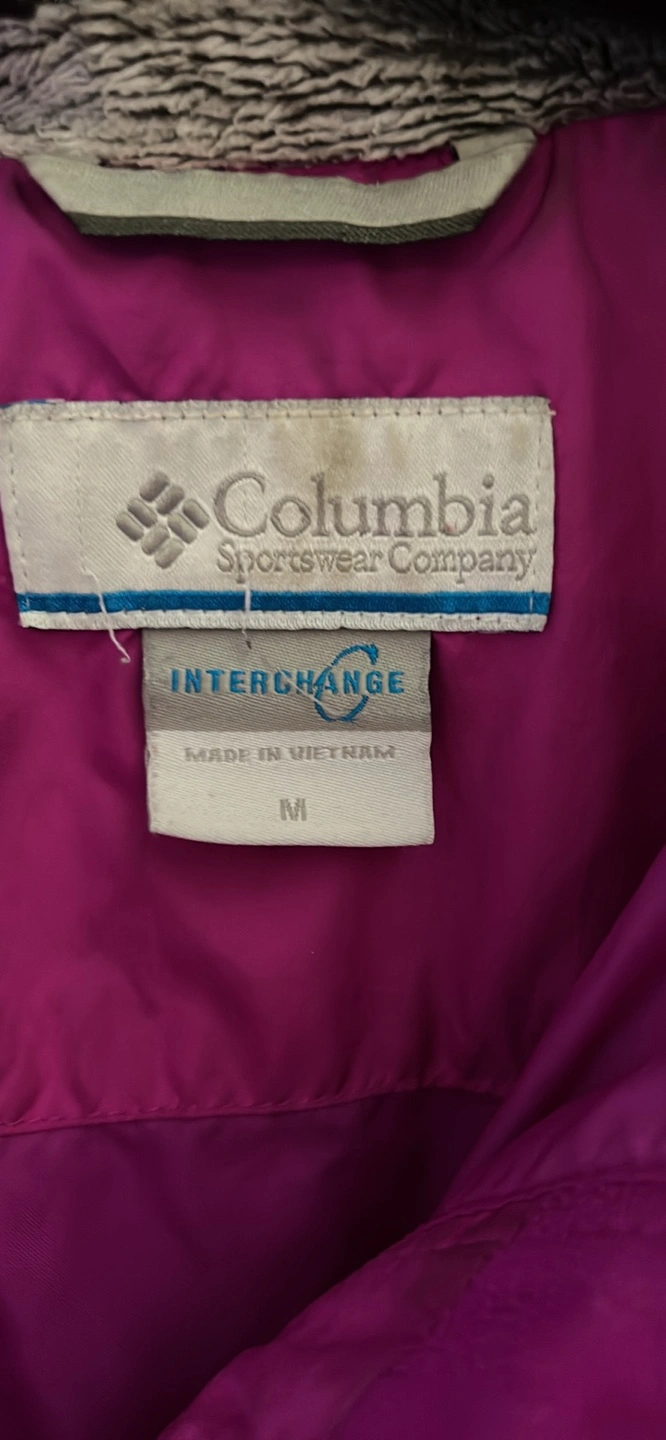 Columbia
Sportswear Company
INTERCHANGE
MADE IN VIETNAM
M